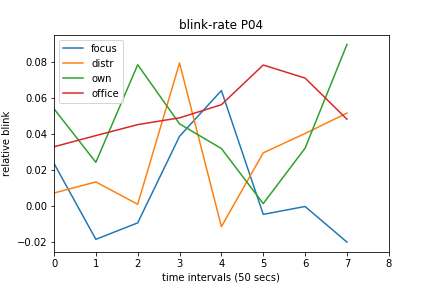 blink-rate P04
focus
distr
own
office
relative blink
0.08
0.06
0.04
0.02
0.00
−0.02
0 1 2 3 4 5 6 7 8
time intervals (50 secs)